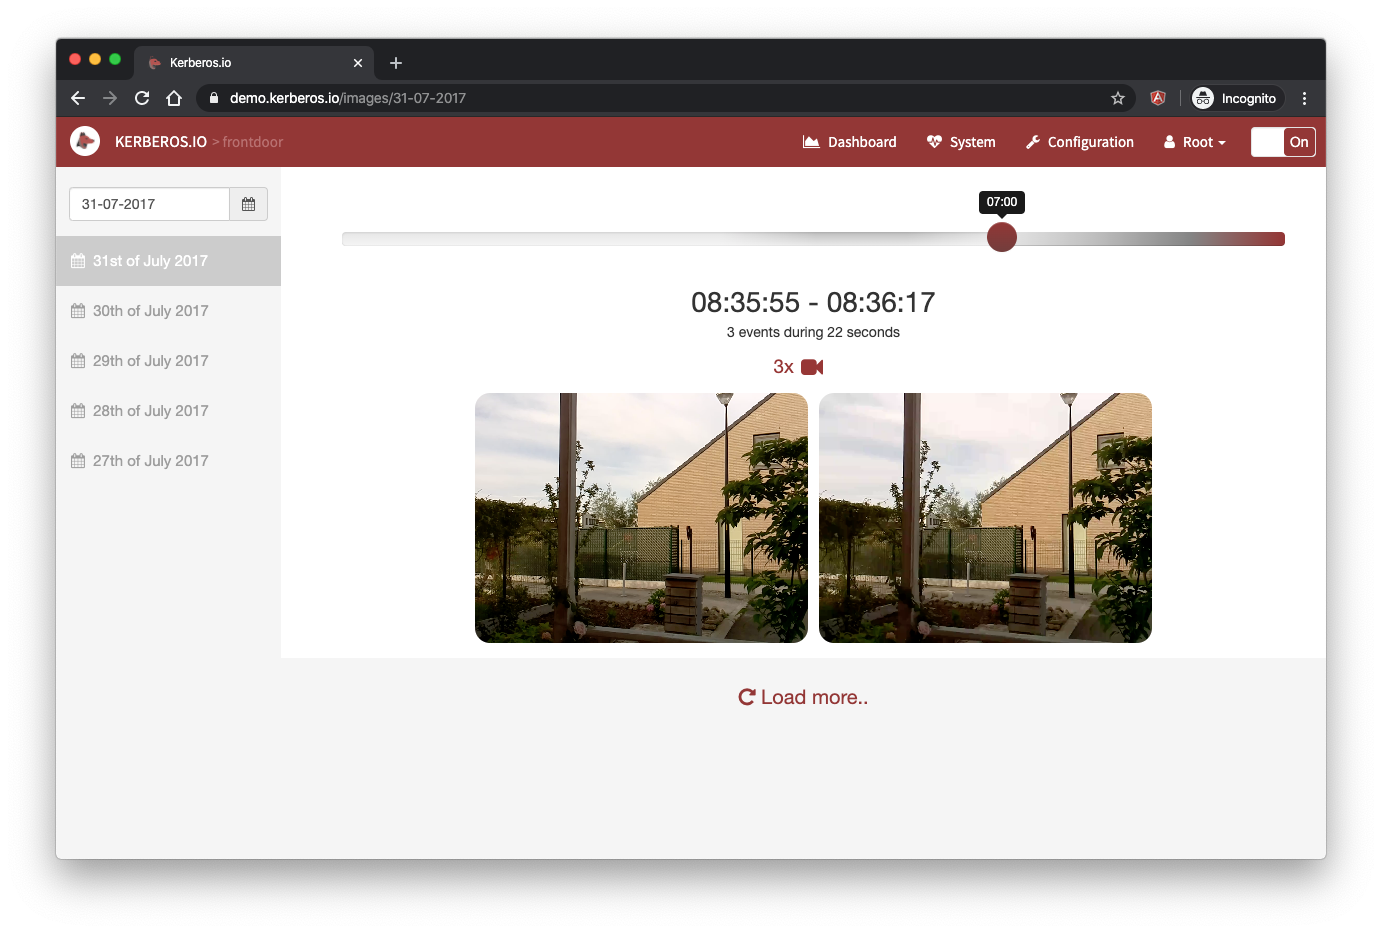 Kerberos.io
demo.kerberos.io/images/31-07-2017
Incognito
KERBEROS.IO > frontdoor
Dashboard
System
Configuration
Root
On
31-07-2017
31st of July 2017
30th of July 2017
29th of July 2017
28th of July 2017
27th of July 2017
07:00
08:35:55 - 08:36:17
3 events during 22 seconds
3x
Load more..